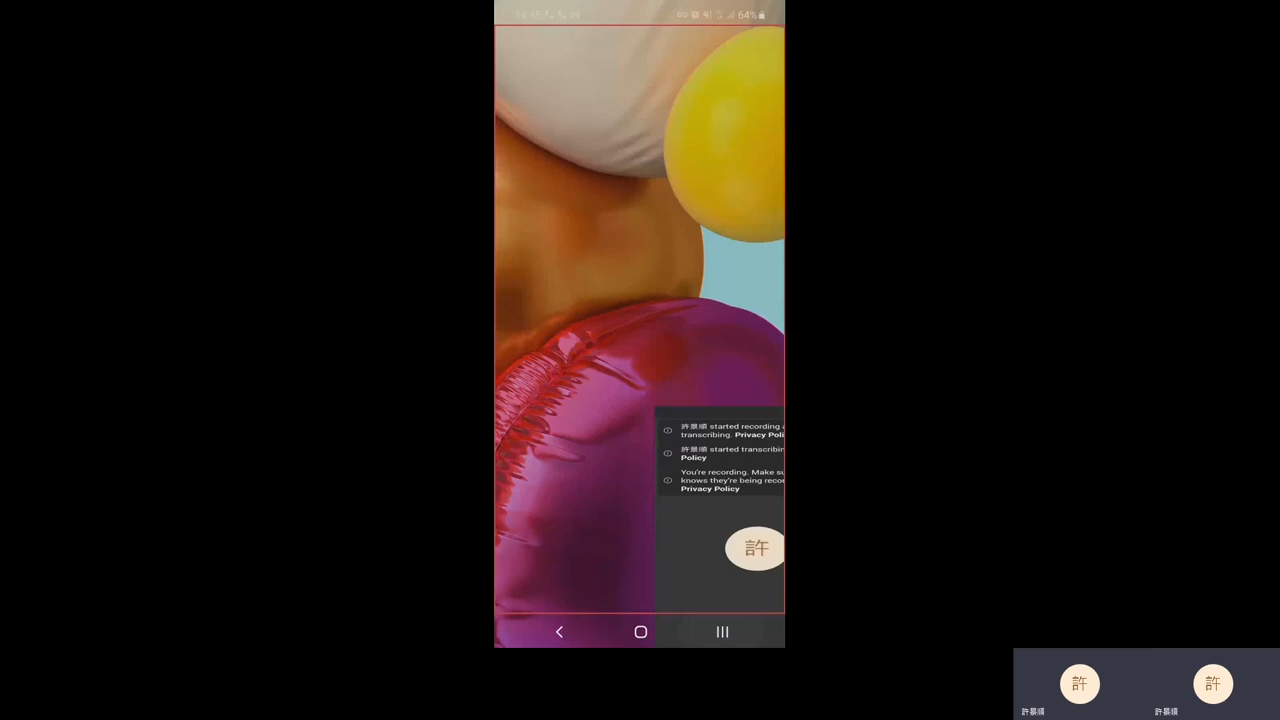 64%
許景順 started recording
transcribing. Privacy Poli
許景順 started transcribin
Policy
You're recording. Make su
knows they're being reco
Privacy Policy
許
許 許
許景順 許景順